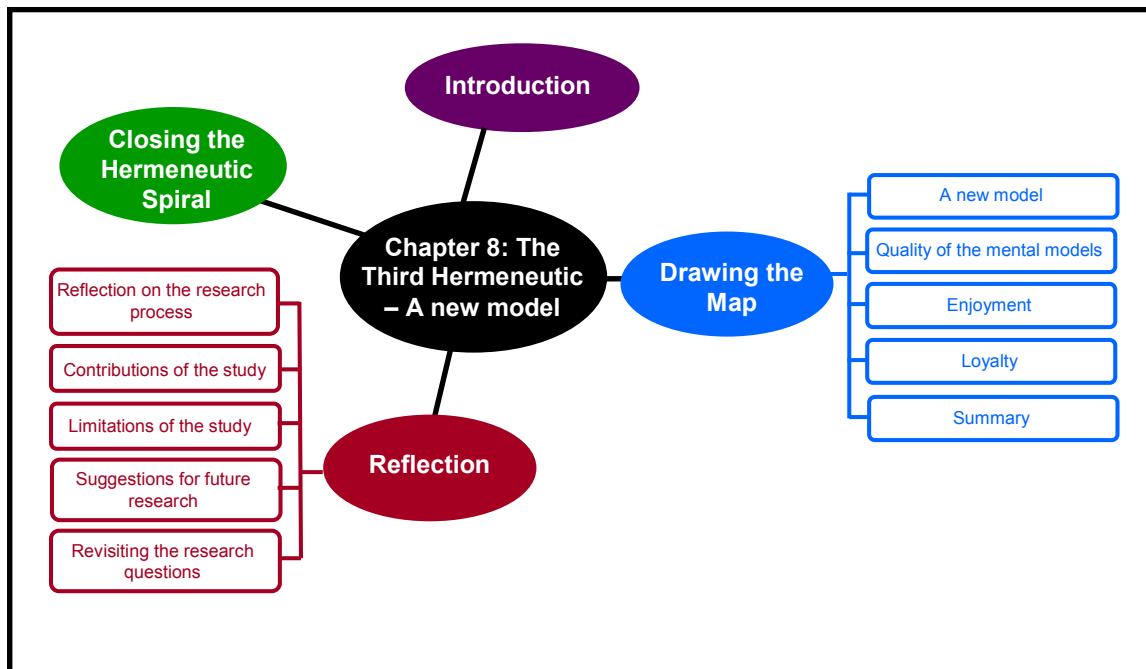 Introduction
Closing the
Hermeneutic
Spiral
Chapter 8: The
Third Hermeneutic
– A new model
Drawing the
Map
A new model
Quality of the mental models
Enjoyment
Loyalty
Summary
Reflection
Reflection on the research
process
Contributions of the study
Limitations of the study
Suggestions for future
research
Revisiting the research
questions